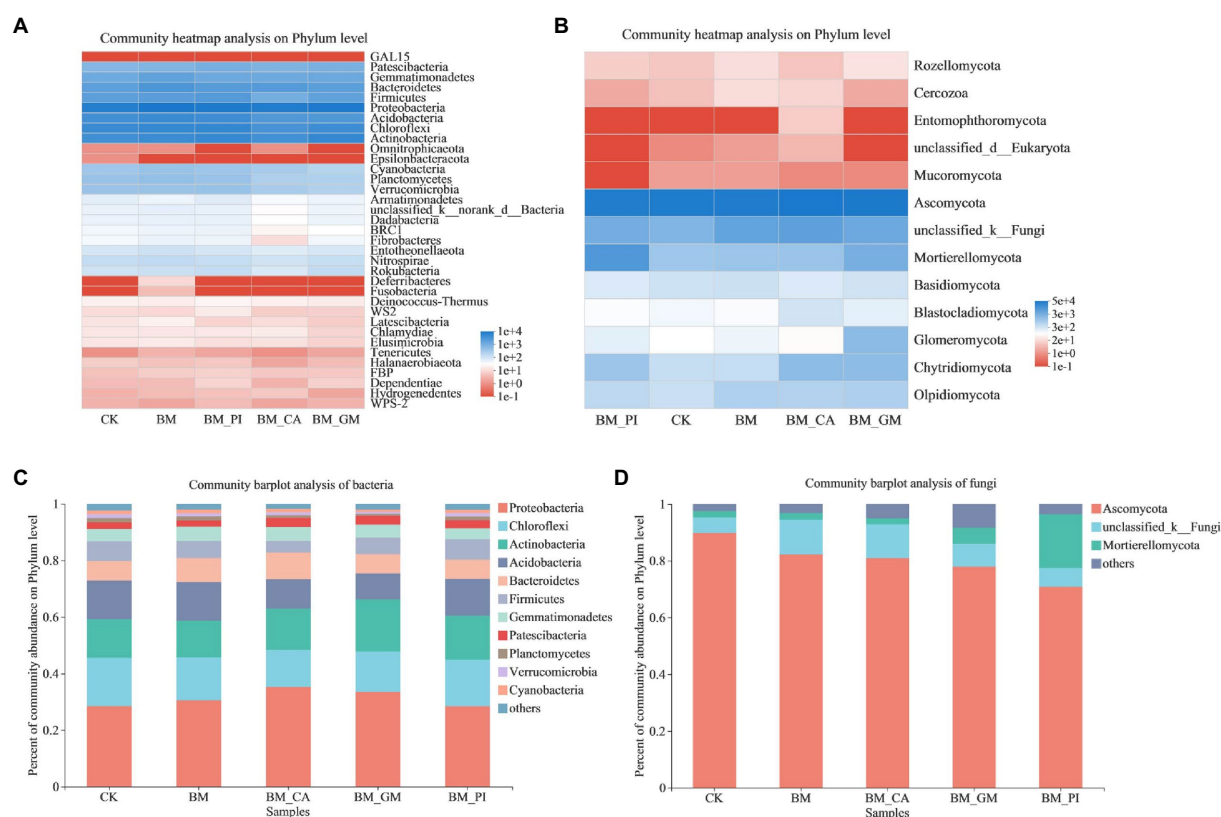 A
Community heatmap analysis on Phylum level
GAL15
Patescibacteria
Gemmatimonadetes
Bacteroidetes
Firmicutes
Proteobacteria
Acidobacteria
Chloroflexi
Actinobacteria
Omnitrophicaeota
Epsilonbacteraeota
Cyanobacteria
Planctomycetes
Verrucomicrobia
Armatimonadetes
unclassified_k__norank_d__Bacteria
Dadabacteria
BRC1
Fibrobacteres
Entotheonellaeota
Nitrospirae
Rokubacteria
Deferribacteres
Fusobacteria
Deinococcus-Thermus
WS2
Latescibacteria
Chlamydiae
Elusimicrobia
Tenericutes
Halanaerobiaeota
FBP
Dependentiae
Hydrogenedentes
WPS-2
1e+4
1e+3
1e+2
1e+1
1e+0
1e-1
CK BM BM_PI BM_CA BM_GM
B
Community heatmap analysis on Phylum level
Rozellomycota
Cercozoa
Entomophthoromycota
unclassified_d__Eukaryota
Mucoromycota
Ascomycota
unclassified_k__Fungi
Mortierellomycota
Basidiomycota
Blastocladiomycota
Glomeromycota
Chytridiomycota
Olpidiomycota
5e+4
5e+3
3e+2
2e+1
1e+0
1e-1
BM_PI CK BM BM_CA BM_GM
C
Community barplot analysis of bacteria
Percent of community abundance on Phylum level
1
0.8
0.6
0.4
0.2
0
CK BM BM_CA BM_GM BM_PI
Samples
Proteobacteria
Chloroflexi
Actinobacteria
Acidobacteria
Bacteroidetes
Firmicutes
Gemmatimonadetes
Patescibacteria
Planctomycetes
Verrucomicrobia
Cyanobacteria
others
D
Community barplot analysis of fungi
Percent of community abundance on Phylum level
1
0.8
0.6
0.4
0.2
0
CK BM BM_CA BM_GM BM_PI
Samples
Ascomycota
unclassified_k__Fungi
Mortierellomycota
others